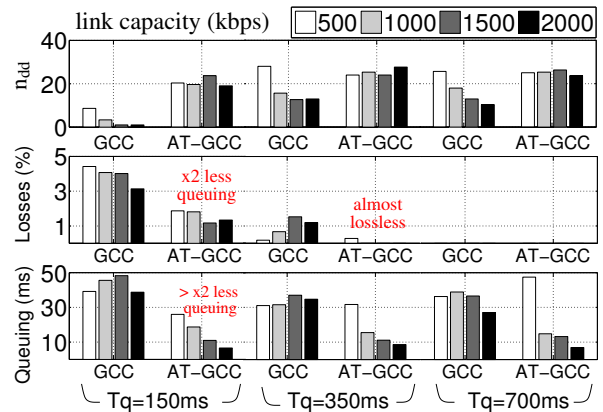 link capacity (kbps) 500 1000 1500 2000
n_dd
40
20
0
GCC AT-GCC GCC AT-GCC GCC AT-GCC
Losses (%)
5
3
1
x2 less
queuing
almost
lossless
GCC AT-GCC GCC AT-GCC GCC AT-GCC
Queuing (ms)
50
30
10
> x2 less
queuing
GCC AT-GCC GCC AT-GCC GCC AT-GCC
Tq=150ms Tq=350ms Tq=700ms